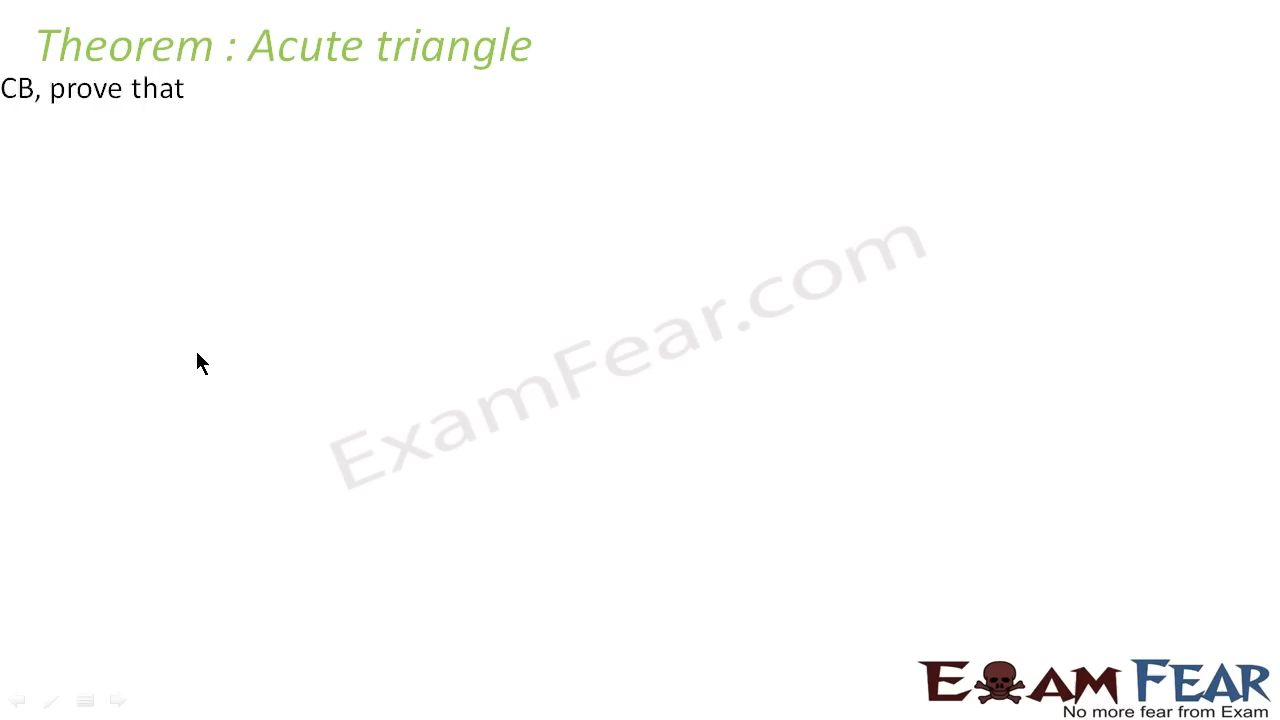 Theorem : Acute triangle
CB, prove that
ExamFear.com
EXAM FEAR
No more fear from Exam